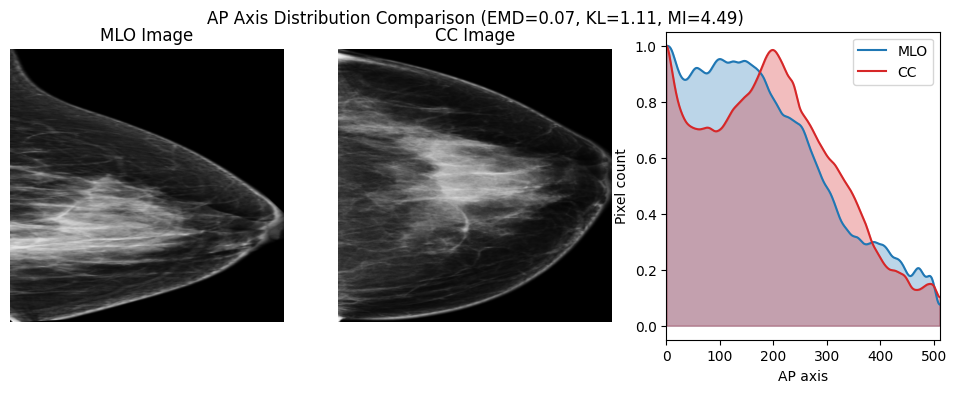 AP Axis Distribution Comparison (EMD=0.07, KL=1.11, MI=4.49)
MLO Image
CC Image
MLO
CC
Pixel count
1.0
0.8
0.6
0.4
0.2
0.0
0 100 200 300 400 500
AP axis